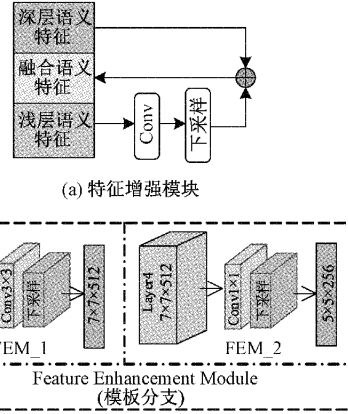 深层语义
特征
融合语义
特征
浅层语义
特征
Conv
下采样
(a) 特征增强模块
Conv3×3
下采样
7×7×512
FEM_1
Layer4
7×7×512
Conv1×1
下采样
5×5×256
FEM_2
Feature Enhancement Module
(模板分支)